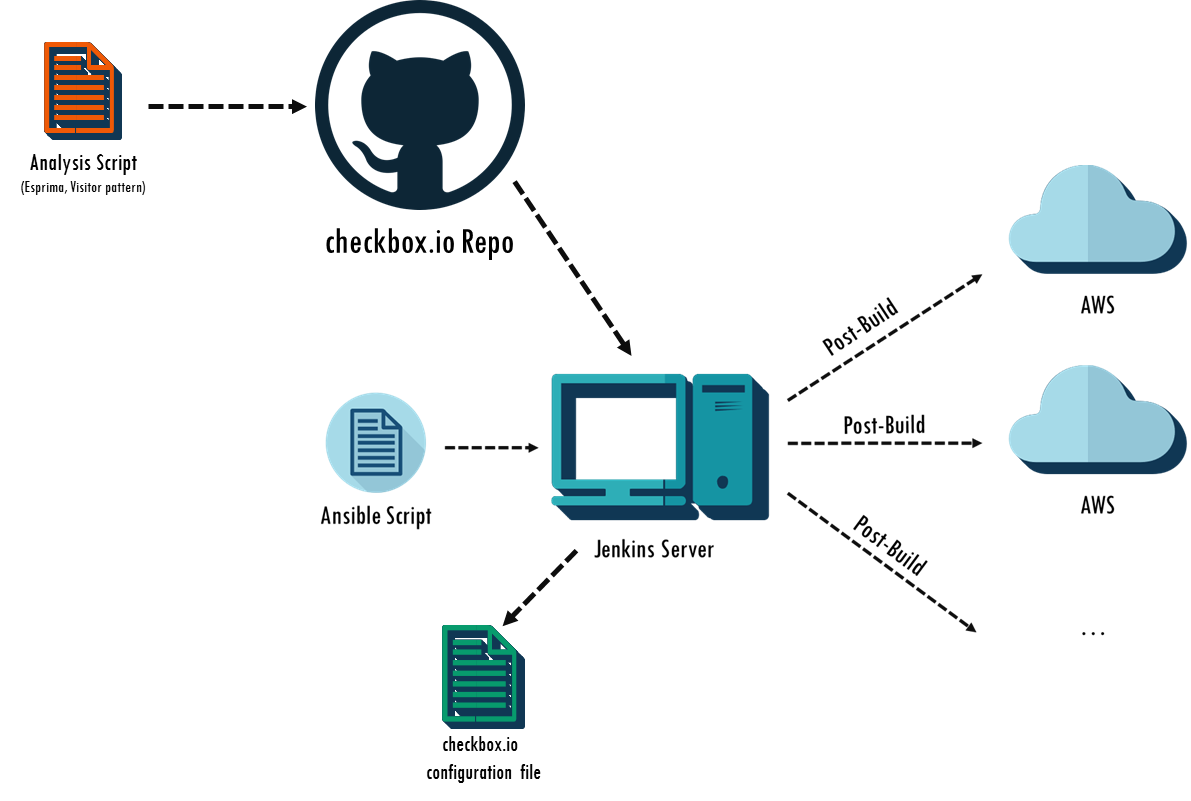 Analysis Script
(Esprima, Visitor pattern)
checkbox.io Repo
Post-Build
AWS
Post-Build
AWS
Ansible Script
Jenkins Server
Post-Build
...
checkbox.io
configuration file